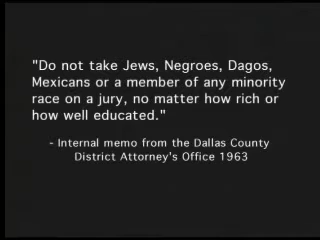 "Do not take Jews, Negroes, Dagos,
Mexicans or a member of any minority
race on a jury, no matter how rich or
how well educated."
- Internal memo from the Dallas County
District Attorney's Office 1963